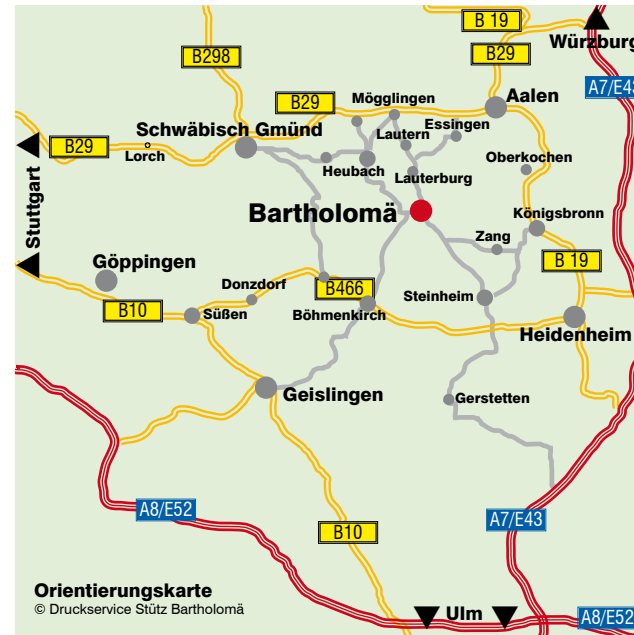 B 19
Würzburg
B298
B29
A7/E43
Aalen
B29
Mögglingen
Essingen
Schwäbisch Gmünd
Lautern
B29
Lorch
Oberkochen
Heubach
Lauterburg
Stuttgart
Bartholomä
Königsbronn
Zang
Göppingen
B 19
Donzdorf
B466
Steinheim
B10
Süßen
Böhmenkirch
Heidenheim
Geislingen
Gerstetten
A8/E52
A7/E43
B10
Orientierungskarte
© Druckservice Stütz Bartholomä
Ulm
A8/E52